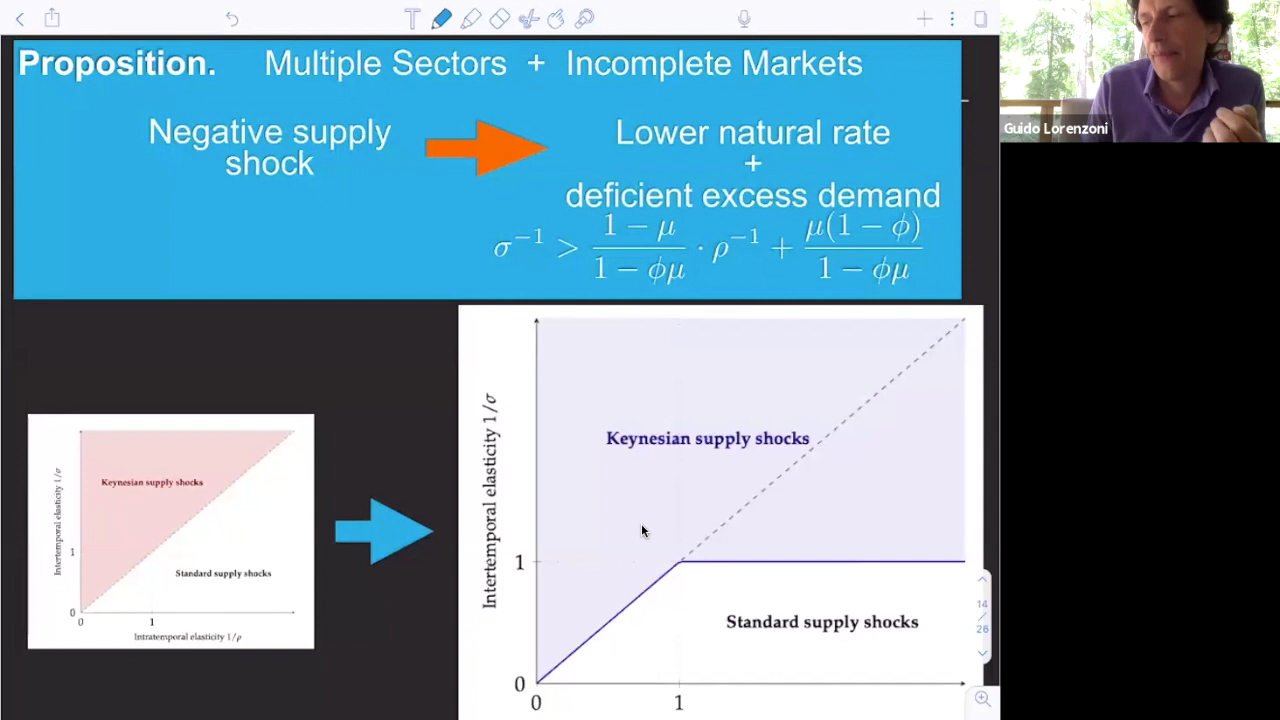 Proposition. Multiple Sectors + Incomplete Markets
Negative supply
shock
Lower natural rate
+
deficient excess demand
σ⁻¹ > (1 − μ)/(1 − ϕμ) · ρ⁻¹ + μ(1 − ϕ)/(1 − ϕμ)
Guido Lorenzoni
Intertemporal elasticity 1/σ
Keynesian supply shocks
1
Standard supply shocks
0
0
1
Intratemporal elasticity 1/ρ
Intertemporal elasticity 1/σ
Keynesian supply shocks
1
Standard supply shocks
0
0
1
14
/
26
T